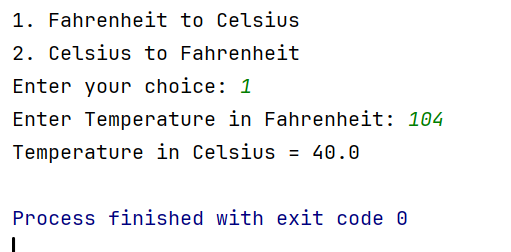 1. Fahrenheit to Celsius
2. Celsius to Fahrenheit
Enter your choice: 1
Enter Temperature in Fahrenheit: 104
Temperature in Celsius = 40.0
Process finished with exit code 0